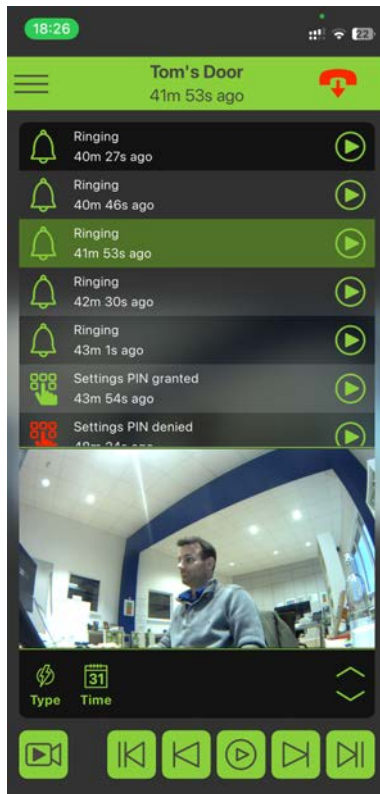 18:26
22
Tom's Door
41m 53s ago
Ringing
40m 27s ago
Ringing
40m 46s ago
Ringing
41m 53s ago
Ringing
42m 30s ago
Ringing
43m 1s ago
Settings PIN granted
43m 54s ago
Settings PIN denied
31
Type
Time